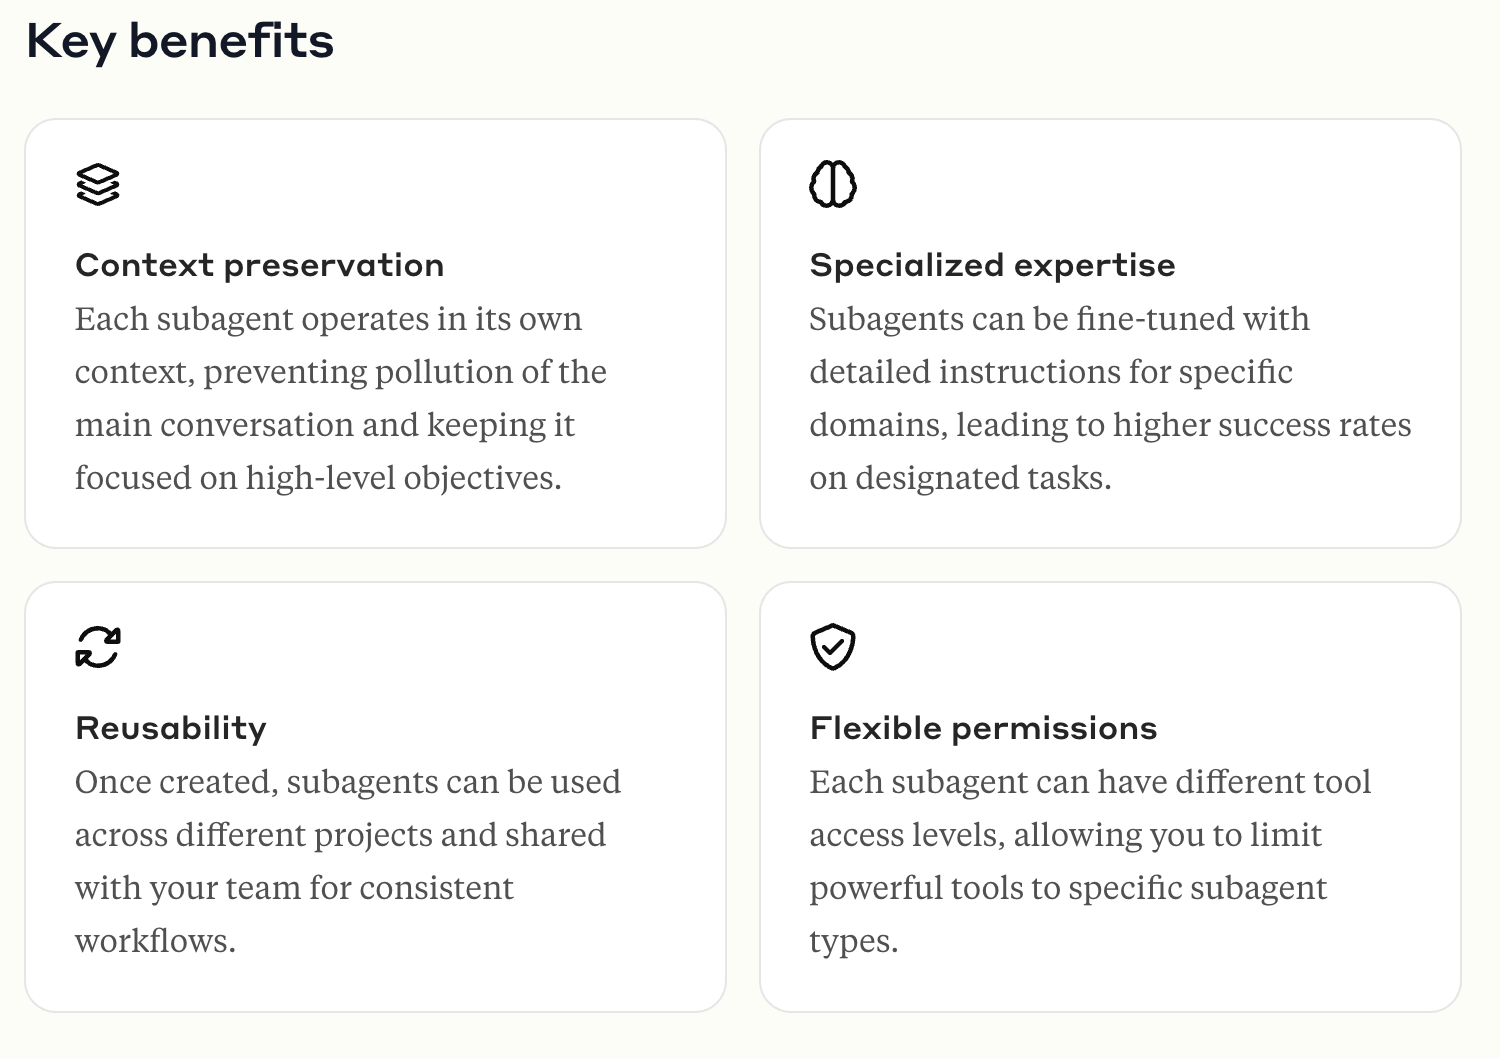 Key benefits
Context preservation
Each subagent operates in its own
context, preventing pollution of the
main conversation and keeping it
focused on high-level objectives.
Specialized expertise
Subagents can be fine-tuned with
detailed instructions for specific
domains, leading to higher success rates
on designated tasks.
Reusability
Once created, subagents can be used
across different projects and shared
with your team for consistent
workflows.
Flexible permissions
Each subagent can have different tool
access levels, allowing you to limit
powerful tools to specific subagent
types.